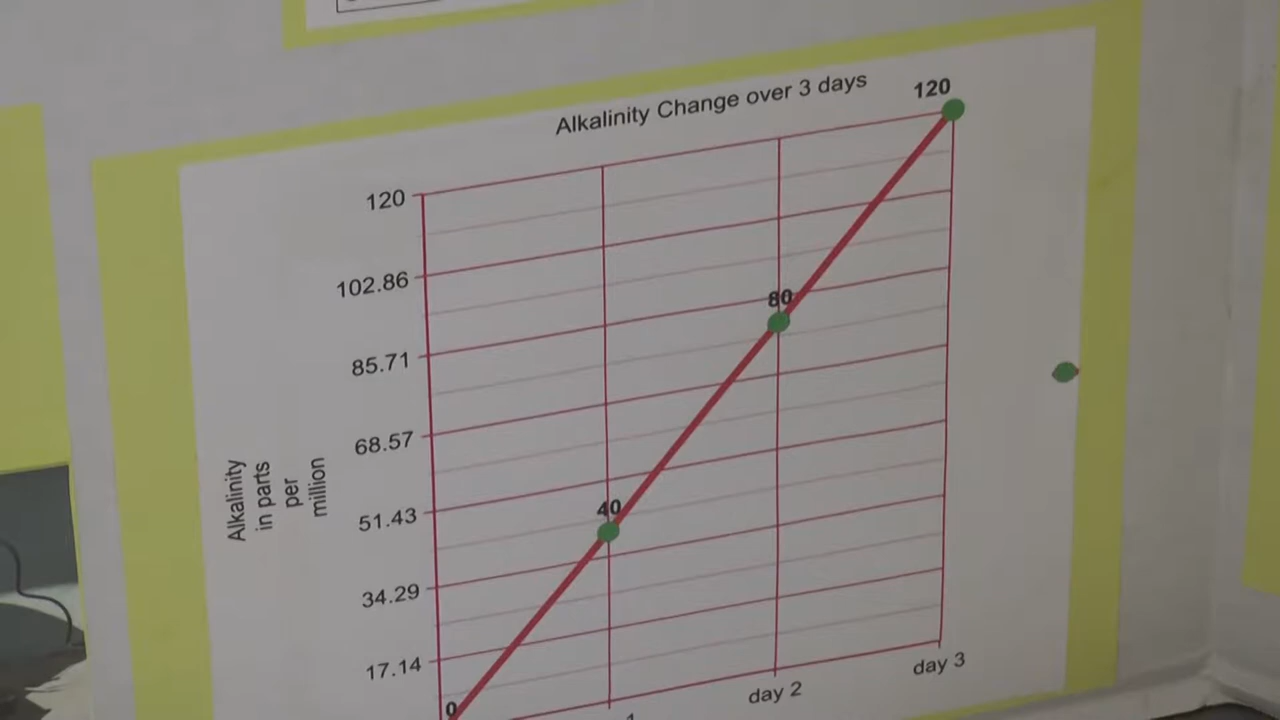 Alkalinity Change over 3 days
120
120
102.86
85.71
80
68.57
Alkalinity
in parts
per
million
51.43
40
34.29
17.14
0
day 2
day 3